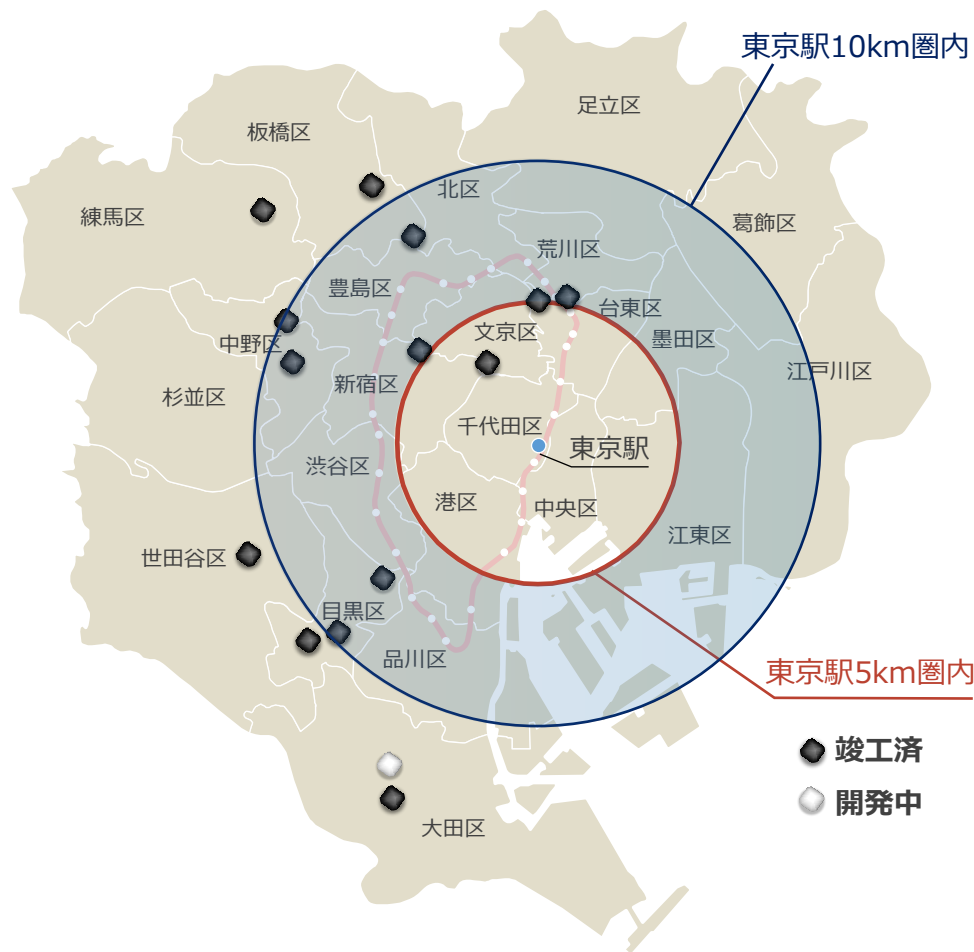 東京駅10km圏内
足立区
板橋区
北区
練馬区
葛飾区
荒川区
豊島区
台東区
文京区
墨田区
中野区
江戸川区
新宿区
杉並区
千代田区
東京駅
渋谷区
港区
中央区
江東区
世田谷区
目黒区
品川区
東京駅5km圏内
竣工済
開発中
大田区